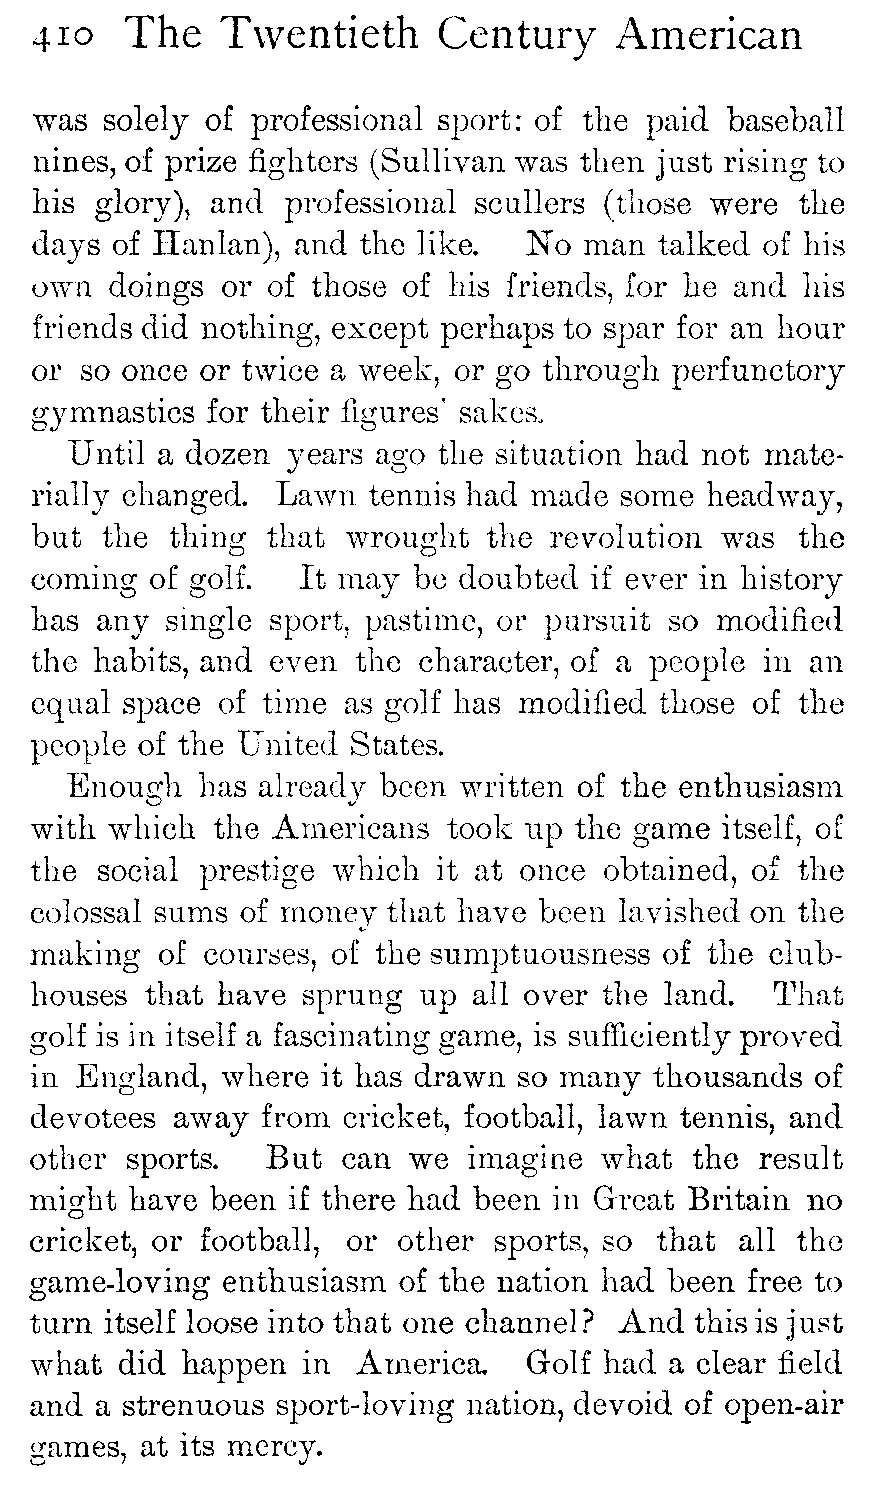 410 The Twentieth Century American
was solely of professional sport: of the paid baseball
nines, of prize fighters (Sullivan was then just rising to
his glory), and professional scullers (those were the
days of Hanlan), and the like. No man talked of his
own doings or of those of his friends, for he and his
friends did nothing, except perhaps to spar for an hour
or so once or twice a week, or go through perfunctory
gymnastics for their figures' sakes.
Until a dozen years ago the situation had not mate-
rially changed. Lawn tennis had made some headway,
but the thing that wrought the revolution was the
coming of golf. It may be doubted if ever in history
has any single sport, pastime, or pursuit so modified
the habits, and even the character, of a people in an
equal space of time as golf has modified those of the
people of the United States.
Enough has already been written of the enthusiasm
with which the Americans took up the game itself, of
the social prestige which it at once obtained, of the
colossal sums of money that have been lavished on the
making of courses, of the sumptuousness of the club-
houses that have sprung up all over the land. That
golf is in itself a fascinating game, is sufficiently proved
in England, where it has drawn so many thousands of
devotees away from cricket, football, lawn tennis, and
other sports. But can we imagine what the result
might have been if there had been in Great Britain no
cricket, or football, or other sports, so that all the
game-loving enthusiasm of the nation had been free to
turn itself loose into that one channel? And this is just
what did happen in America. Golf had a clear field
and a strenuous sport-loving nation, devoid of open-air
games, at its mercy.